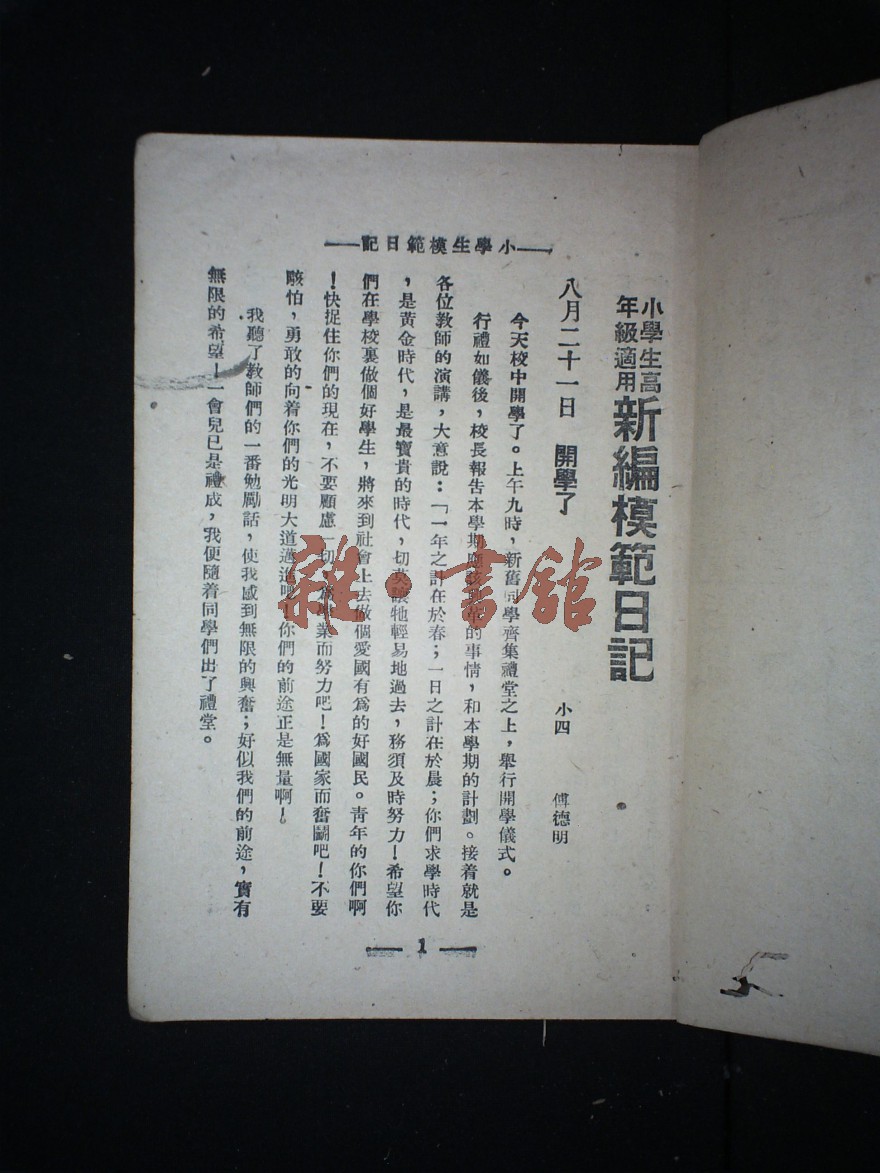 小學生模範日記
小學生高
年級適用
新編模範日記
八月二十一日　開學了　小四　傅德明
今天校中開學了。上午九時，新舊同學齊集禮堂之上，舉行開學儀式。
行禮如儀後，校長報告本學期的事情，和本學期的計劃。接着就是
各位教師的演講，大意說：「一年之計在於春；一日之計在於晨；你們求學時代
，是黃金時代，是最寶貴的時代，切莫該牠輕易地過去，務須及時努力！希望你
們在學校裏做個好學生，將來到社會上去做個愛國有爲的好國民。青年的你們啊
！快捉住你們的現在，不要顧慮一切，業而努力吧！爲國家而奮鬭吧！不要
駭怕，勇敢的向着你們的光明大道邁進吧！你們的前途正是無量啊！
我聽了教師們的一番勉勵話，使我感到無限的興奮；好似我們的前途，實有
無限的希望！一會兒巳是禮成，我便隨着同學們出了禮堂。
1
雜·書館